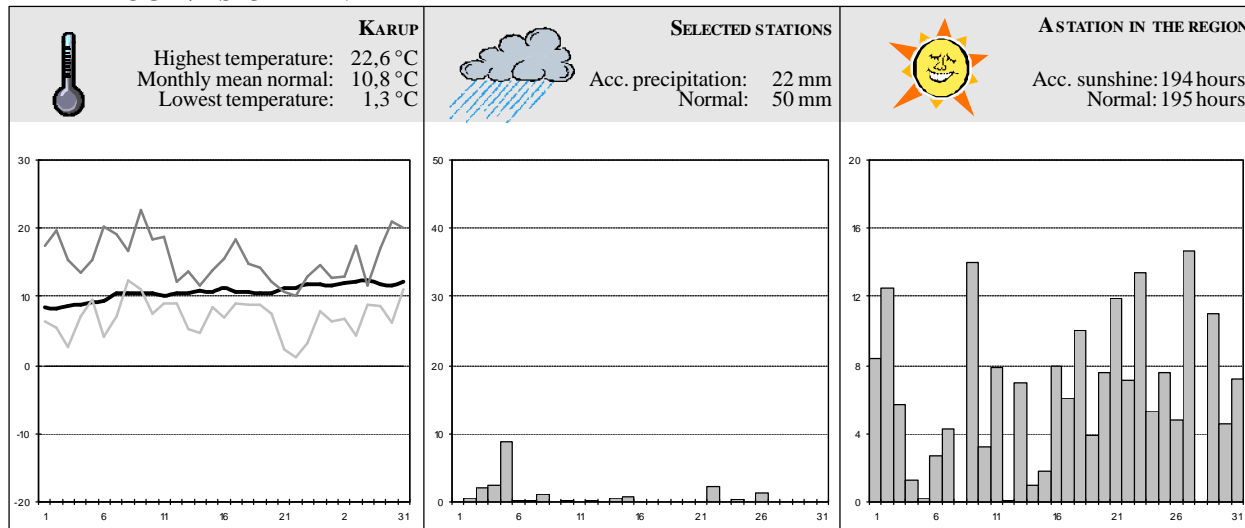 KARUP
Highest temperature: 22,6 °C
Monthly mean normal: 10,8 °C
Lowest temperature: 1,3 °C
SELECTED STATIONS
Acc. precipitation: 22 mm
Normal: 50 mm
A STATION IN THE REGION
Acc. sunshine: 194 hours
Normal: 195 hours
30
20
10
0
-10
-20
1 6 11 16 21 2 31
50
40
30
20
10
0
1 6 11 16 21 26 31
20
16
12
8
4
0
1 6 11 16 21 26 31